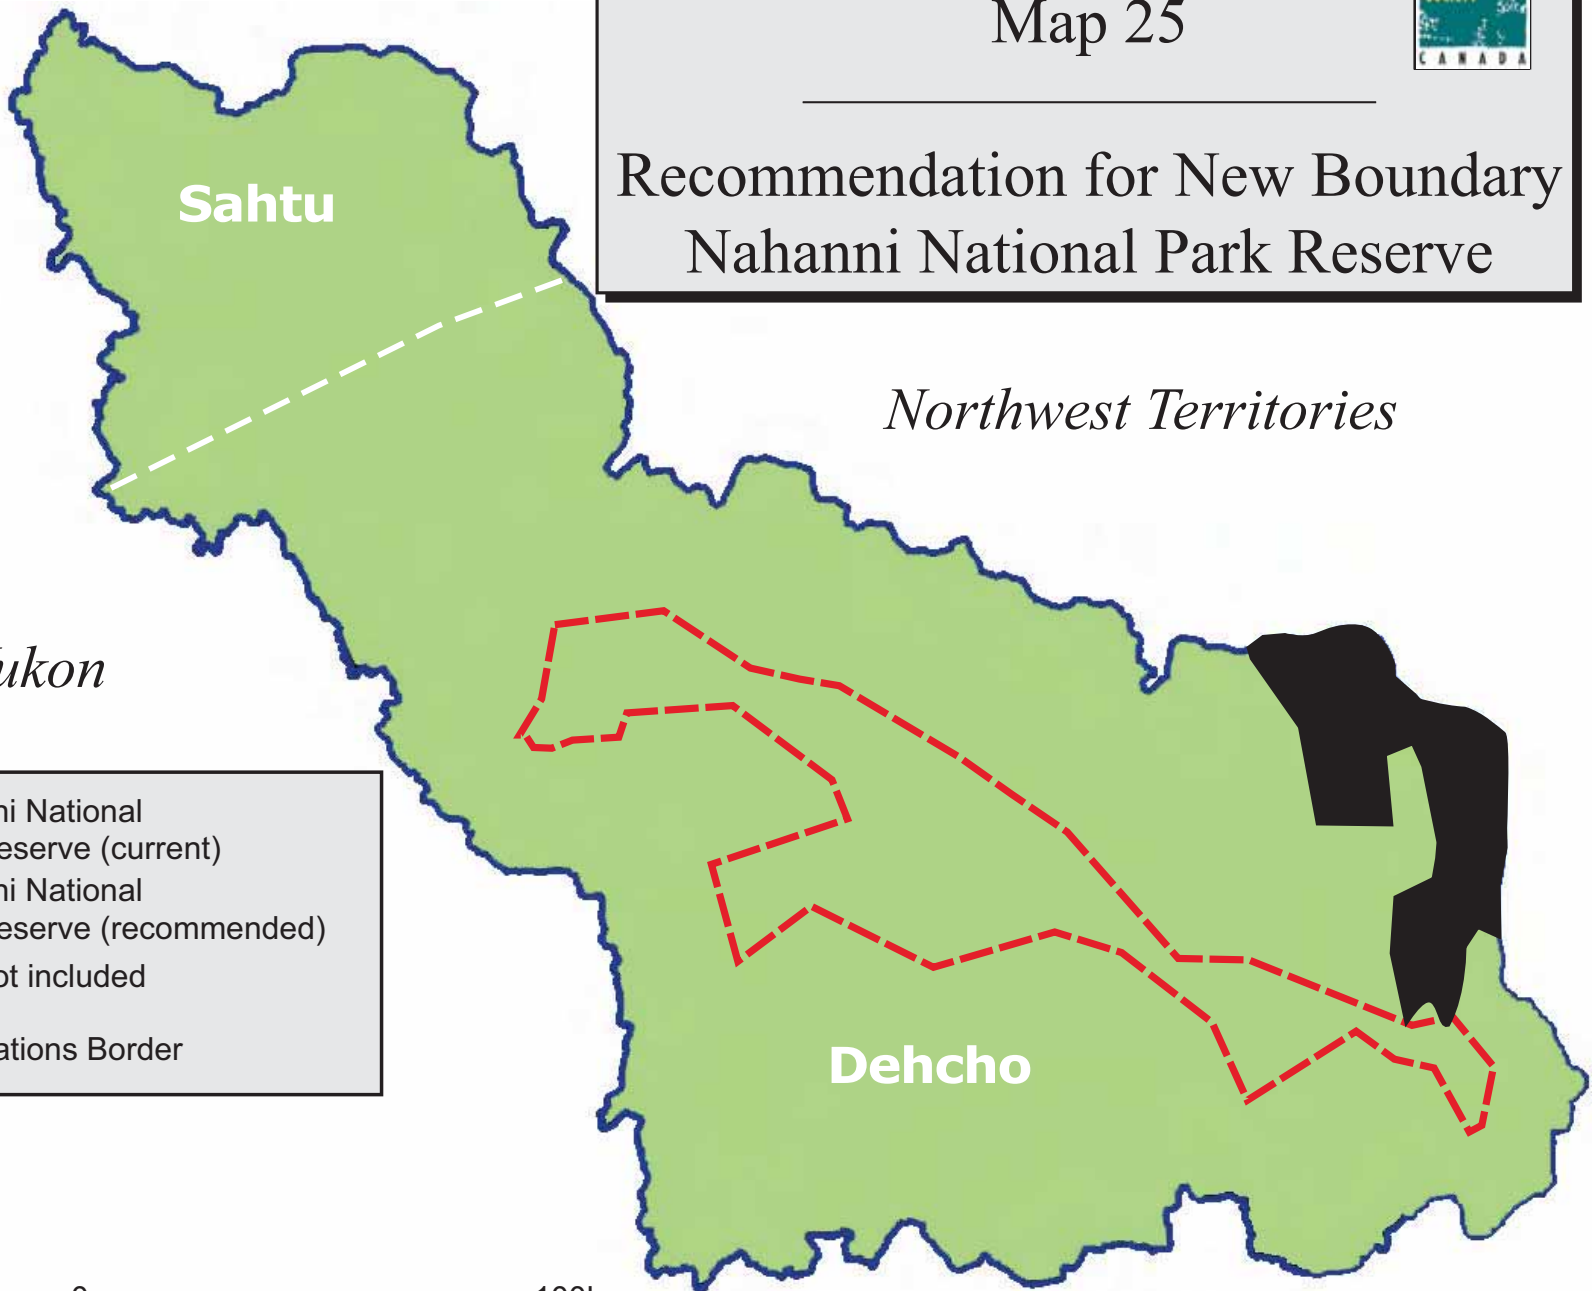 Map 25
CANADA
Recommendation for New Boundary
Nahanni National Park Reserve
Sahtu
Northwest Territories
ukon
ni National
eserve (current)
ni National
eserve (recommended)
ot included
ations Border
Dehcho